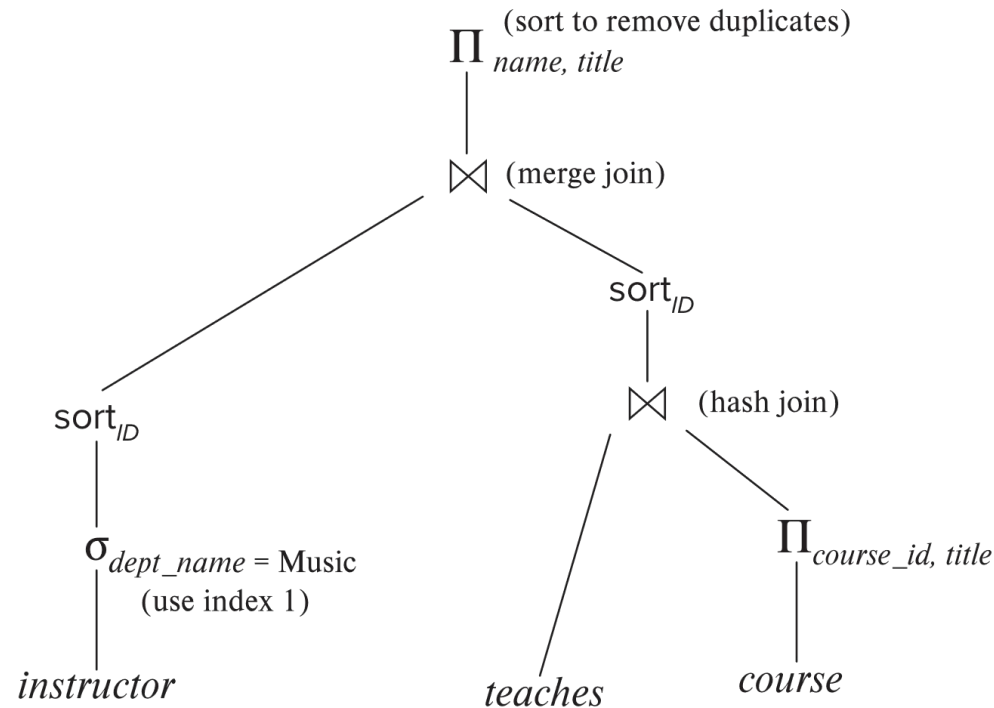 Π name, title (sort to remove duplicates)
⋈ (merge join)
sort ID
⋈ (hash join)
sort ID
σ dept_name = Music
(use index 1)
Π course_id, title
instructor
teaches
course